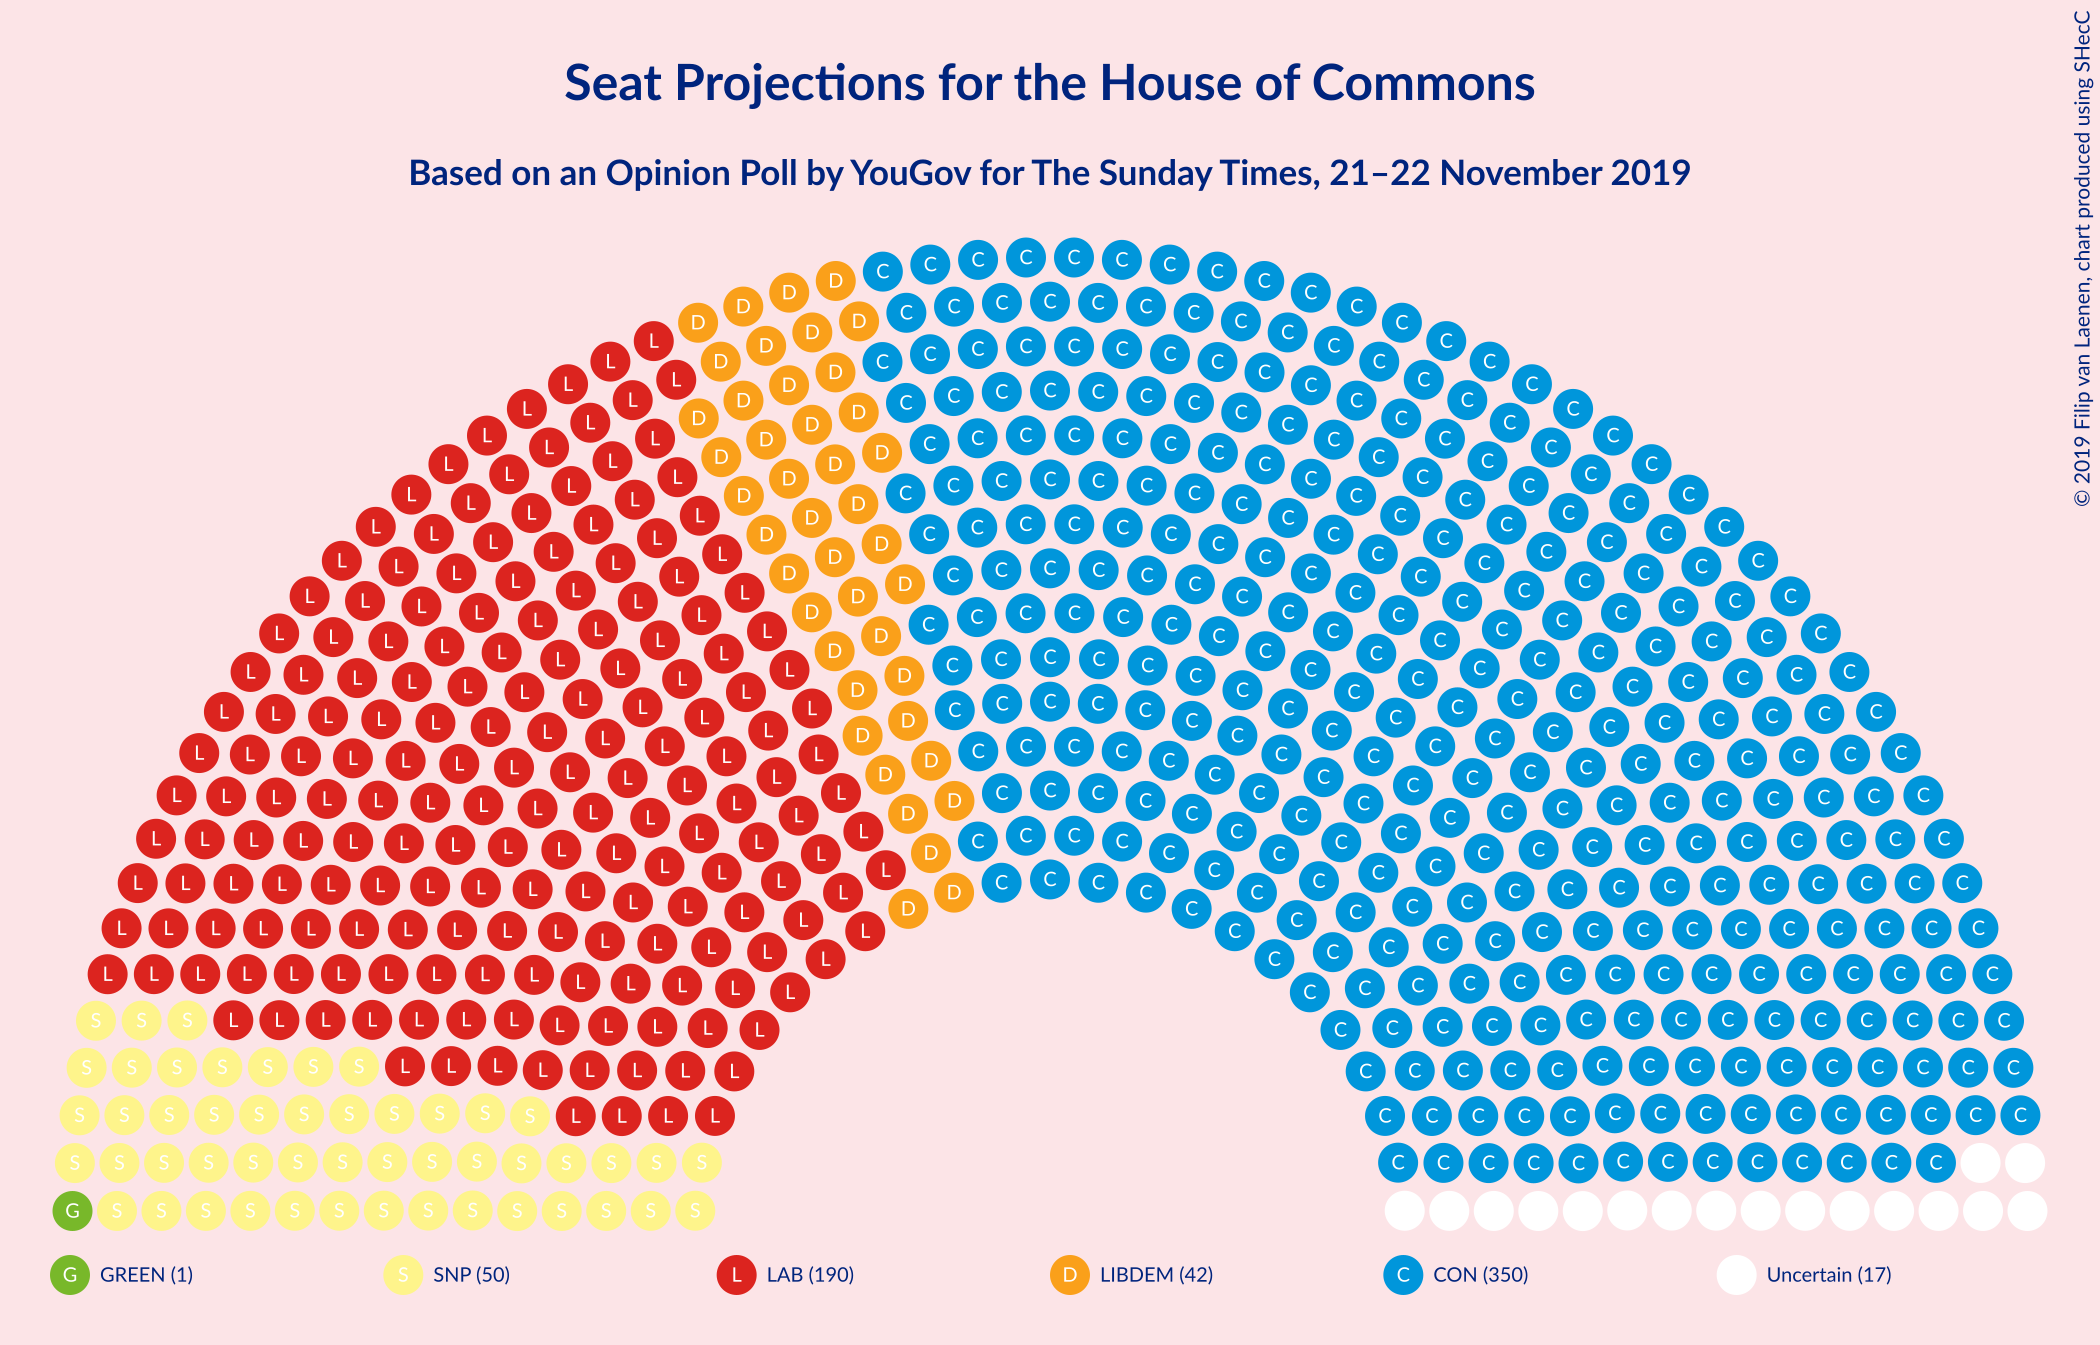 Seat Projections for the House of Commons
Based on an Opinion Poll by YouGov for The Sunday Times, 21–22 November 2019
© 2019 Filip van Laenen, chart produced using SHecC
G GREEN (1)
S SNP (50)
L LAB (190)
D LIBDEM (42)
C CON (350)
Uncertain (17)